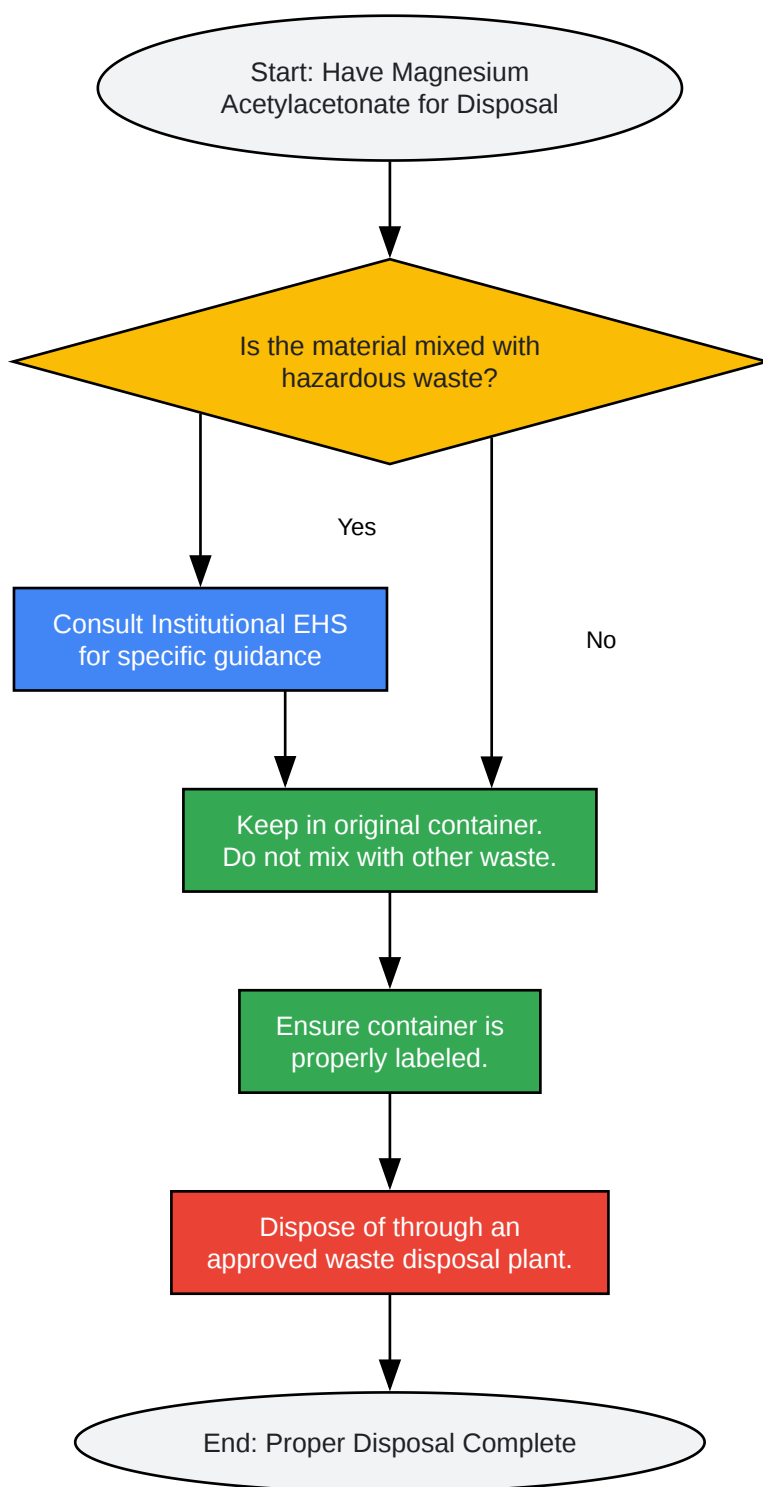 Start: Have Magnesium
Acetylacetonate for Disposal
Is the material mixed with
hazardous waste?
Yes
Consult Institutional EHS
for specific guidance
No
Keep in original container.
Do not mix with other waste.
Ensure container is
properly labeled.
Dispose of through an
approved waste disposal plant.
End: Proper Disposal Complete